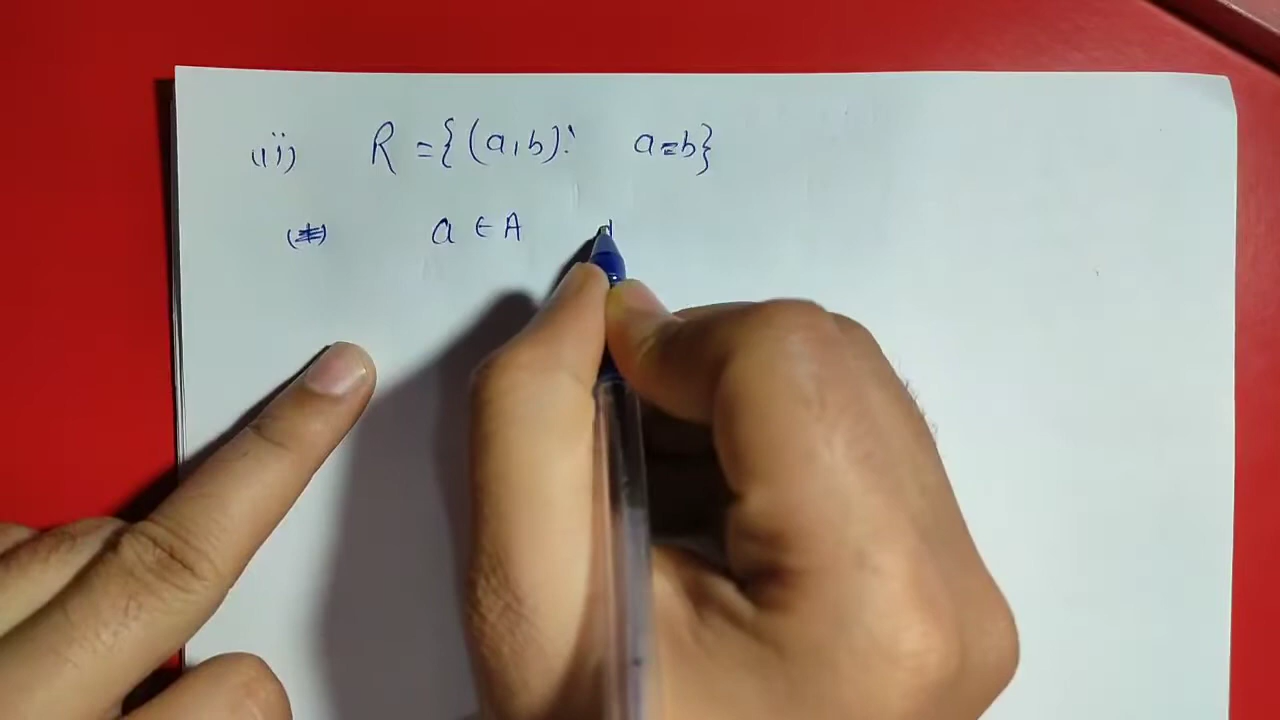 (ii) R = {(a,b): a=b}
a ∈ A